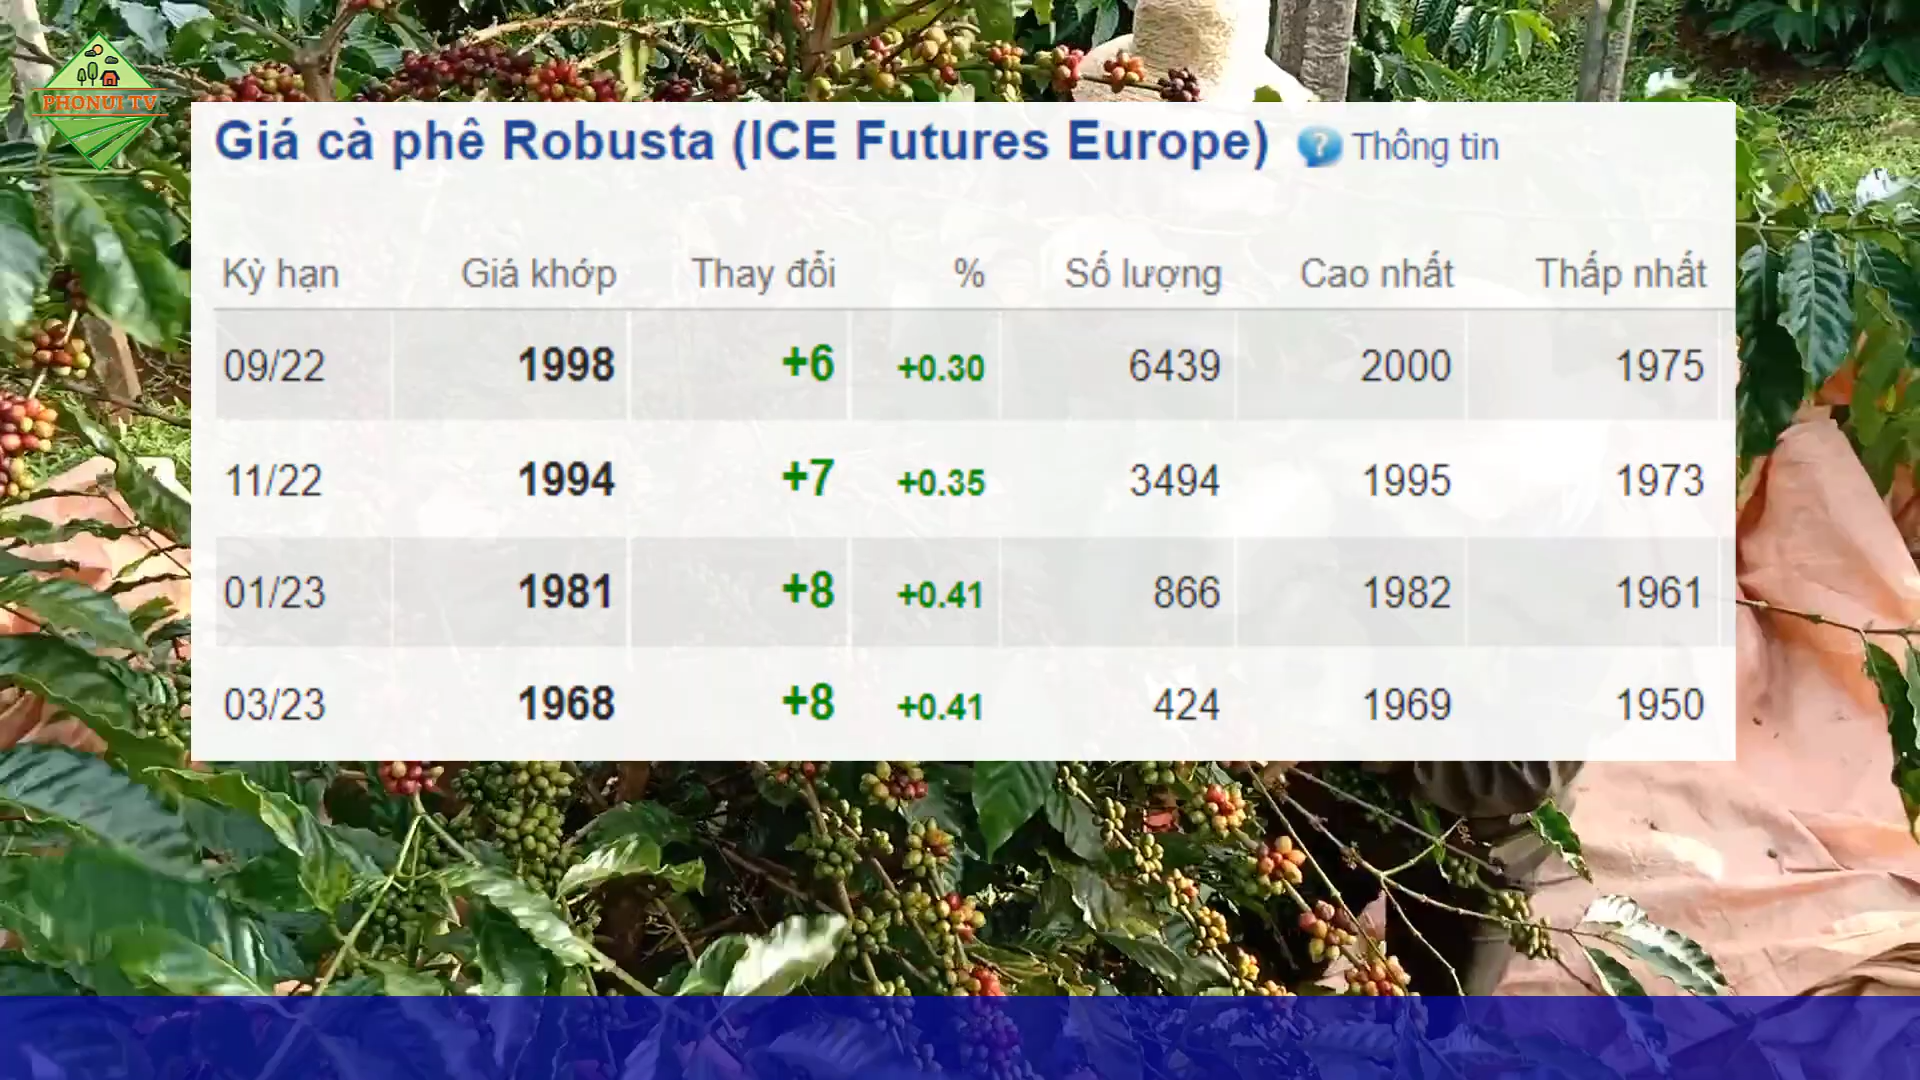 PHONUI TV
Giá cà phê Robusta (ICE Futures Europe) ? Thông tin
Kỳ hạn Giá khớp Thay đổi % Số lượng Cao nhất Thấp nhất
09/22 1998 +6 +0.30 6439 2000 1975
11/22 1994 +7 +0.35 3494 1995 1973
01/23 1981 +8 +0.41 866 1982 1961
03/23 1968 +8 +0.41 424 1969 1950